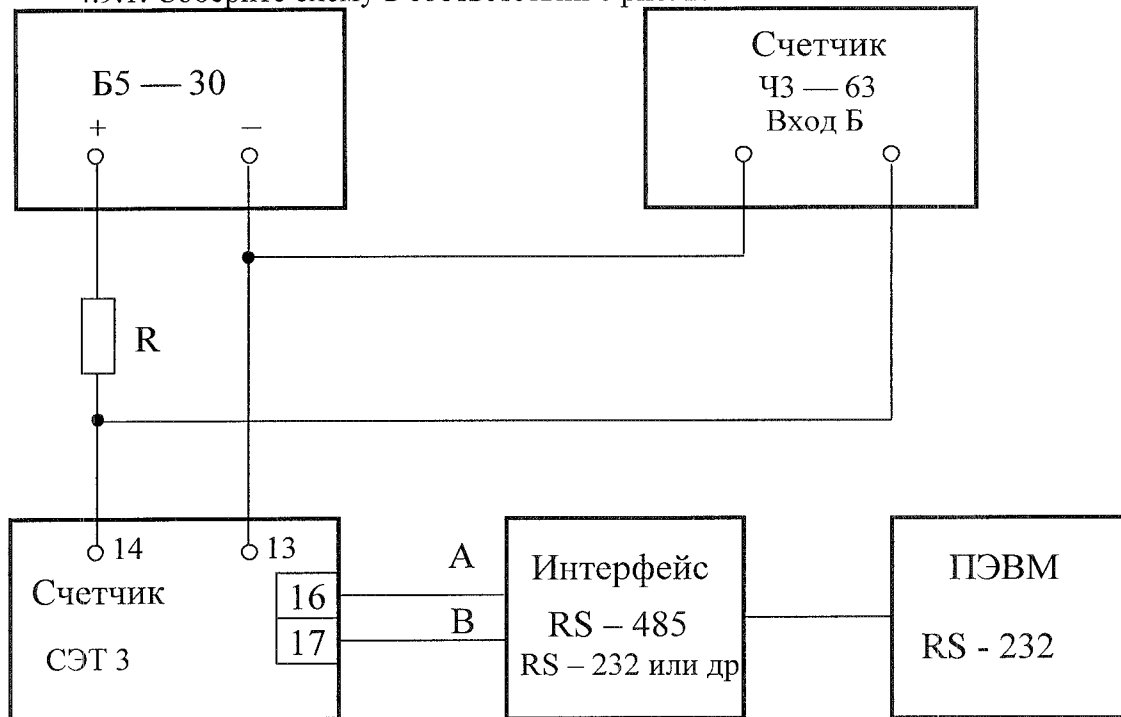 Б5 — 30
+ −
Счетчик
ЧЗ — 63
Вход Б
R
14 13
Счетчик
СЭТ 3
16
17
А
В
Интерфейс
RS – 485
RS – 232 или др
ПЭВМ
RS - 232